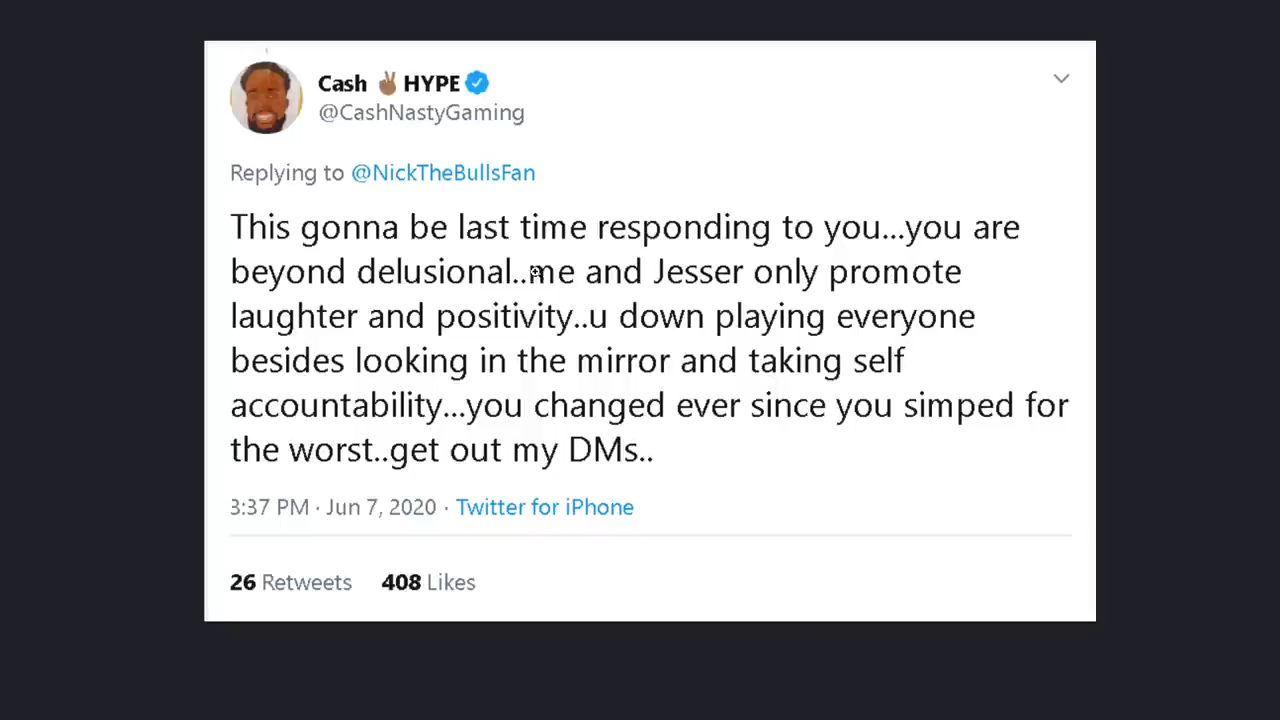 Cash ✌🏾 HYPE
@CashNastyGaming
Replying to @NickTheBullsFan
This gonna be last time responding to you...you are
beyond delusional..me and Jesser only promote
laughter and positivity..u down playing everyone
besides looking in the mirror and taking self
accountability...you changed ever since you simped for
the worst..get out my DMs..
3:37 PM · Jun 7, 2020 · Twitter for iPhone
26 Retweets 408 Likes